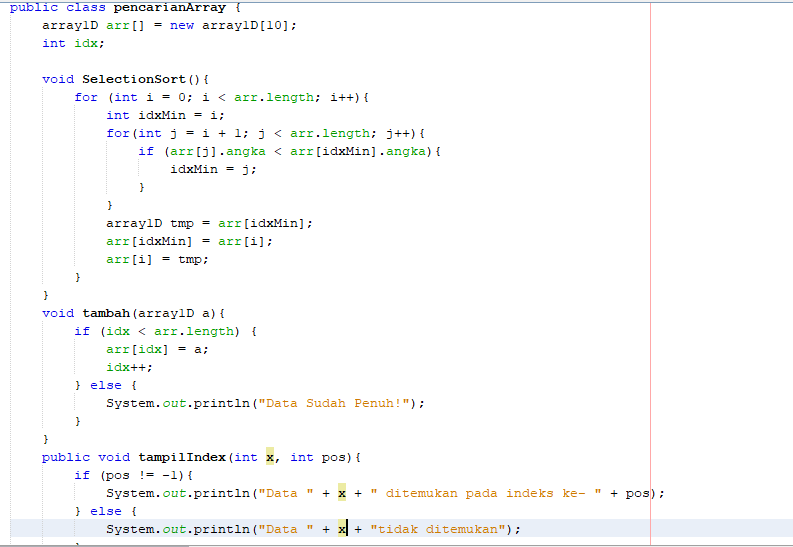 public class pencarianArray {
    array1D arr[] = new array1D[10];
    int idx;
    void SelectionSort(){
        for (int i = 0; i < arr.length; i++){
            int idxMin = i;
            for(int j = i + 1; j < arr.length; j++){
                if (arr[j].angka < arr[idxMin].angka){
                    idxMin = j;
                }
            }
            array1D tmp = arr[idxMin];
            arr[idxMin] = arr[i];
            arr[i] = tmp;
        }
    }
    void tambah(array1D a){
        if (idx < arr.length) {
            arr[idx] = a;
            idx++;
        } else {
            System.out.println("Data Sudah Penuh!");
        }
    }
    public void tampilIndex(int x, int pos){
        if (pos != -1){
            System.out.println("Data " + x + " ditemukan pada indeks ke- " + pos);
        } else {
            System.out.println("Data " + x + "tidak ditemukan");
        }